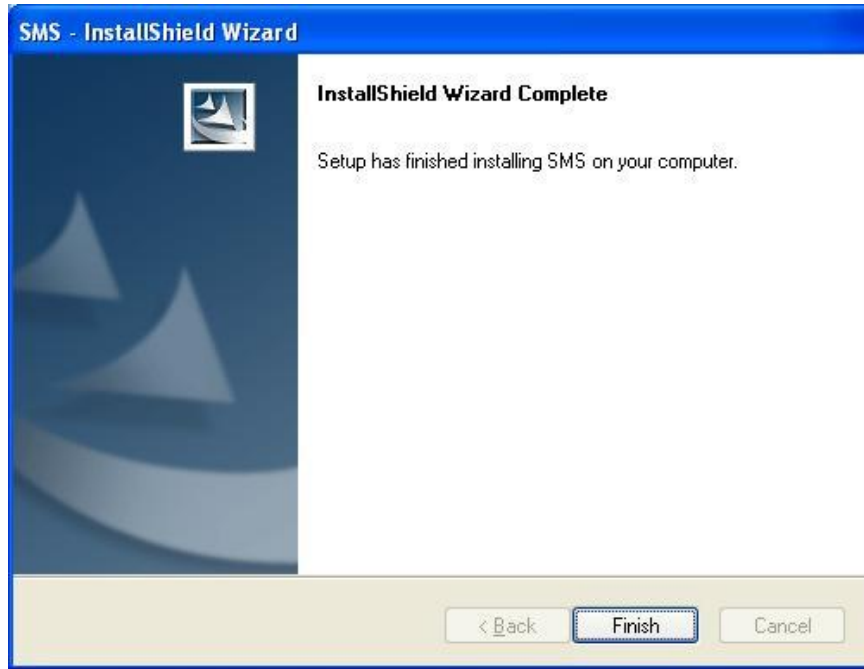 SMS - InstallShield Wizard
InstallShield Wizard Complete
Setup has finished installing SMS on your computer.
< Back
Finish
Cancel